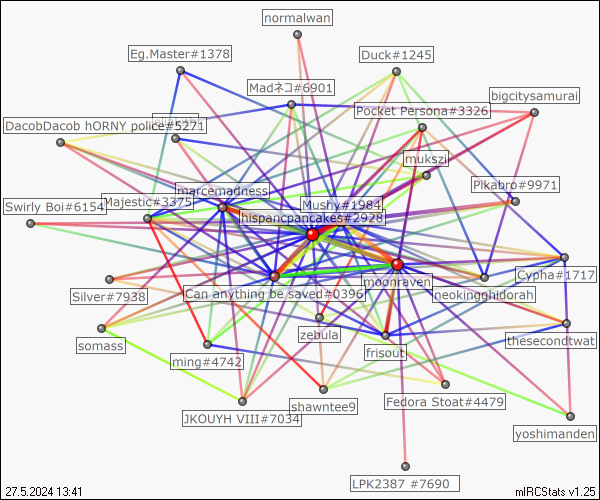 normalwan
Eg.Master#1378
Duck#1245
Madネコ#6901
bigcitysamurai
Pocket Persona#3326
DacobDacob hORNY police#5271
mukszi
Pikabro#9971
marcemadness
Majestic#3375
Mushy#1984
Swirly Boi#6154
hispancpancakes#2928
Cypha#1717
moonraven
Can anything be saved#0396
neokingghidorah
Silver#7938
zebula
thesecondtwat
somass
frisout
ming#4742
Fedora Stoat#4479
shawntee9
JKOUYH VIII#7034
yoshimanden
LPK2387 #7690
27.5.2024 13:41
mIRCStats v1.25